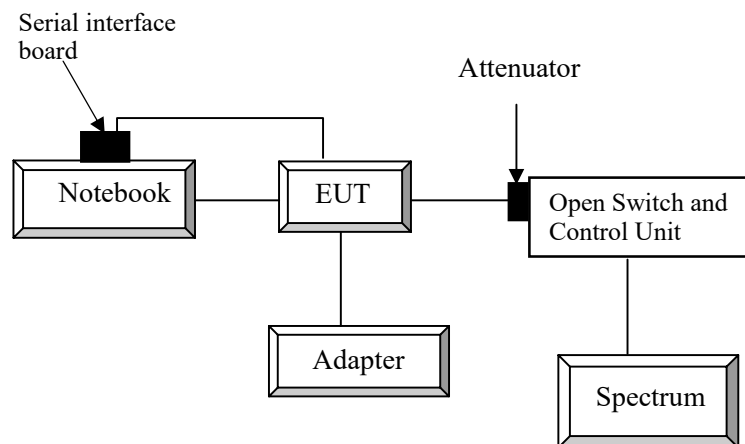 Serial interface
board
Attenuator
Notebook
EUT
Open Switch and
Control Unit
Adapter
Spectrum